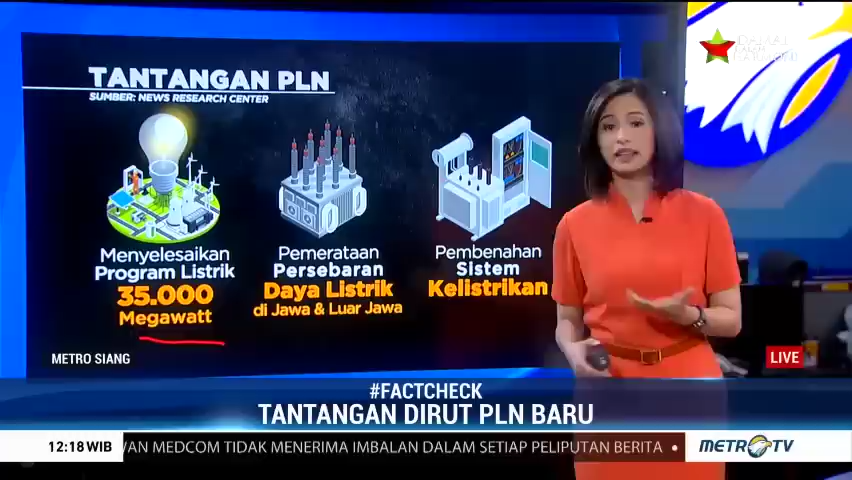 TANTANGAN PLN
SUMBER: NEWS RESEARCH CENTER
Menyelesaikan
Program Listrik
35.000
Megawatt
Pemerataan
Persebaran
Daya Listrik
di Jawa & Luar Jawa
Pembenahan
Sistem
Kelistrikan
METRO SIANG
LIVE
#FACTCHECK
TANTANGAN DIRUT PLN BARU
12:18 WIB
WAN MEDCOM TIDAK MENERIMA IMBALAN DALAM SETIAP PELIPUTAN BERITA •
METRO TV